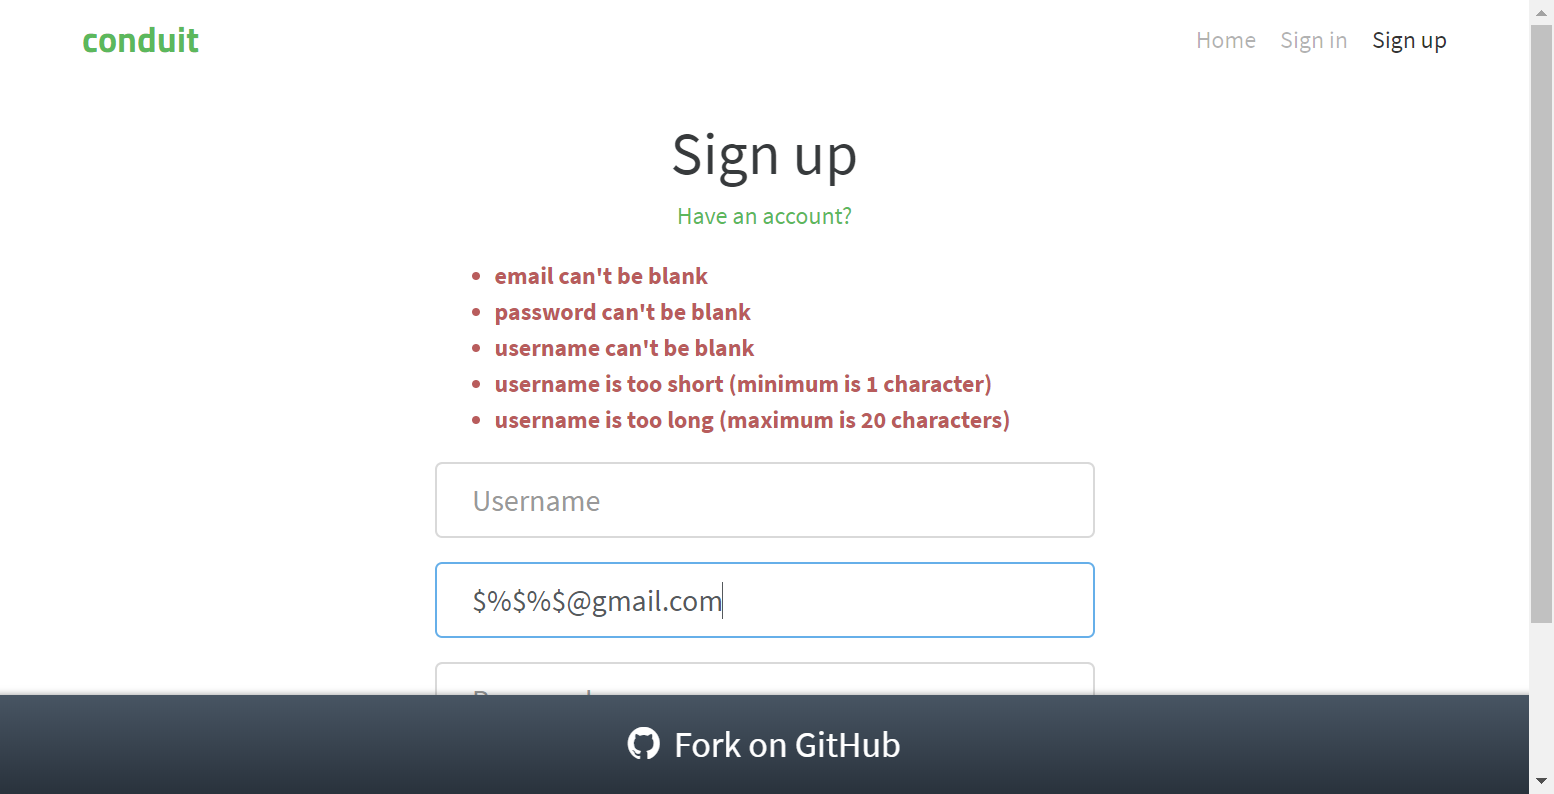 conduit
Home Sign in Sign up
Sign up
Have an account?
email can't be blank
password can't be blank
username can't be blank
username is too short (minimum is 1 character)
username is too long (maximum is 20 characters)
Username
$%$%$@gmail.com
Fork on GitHub